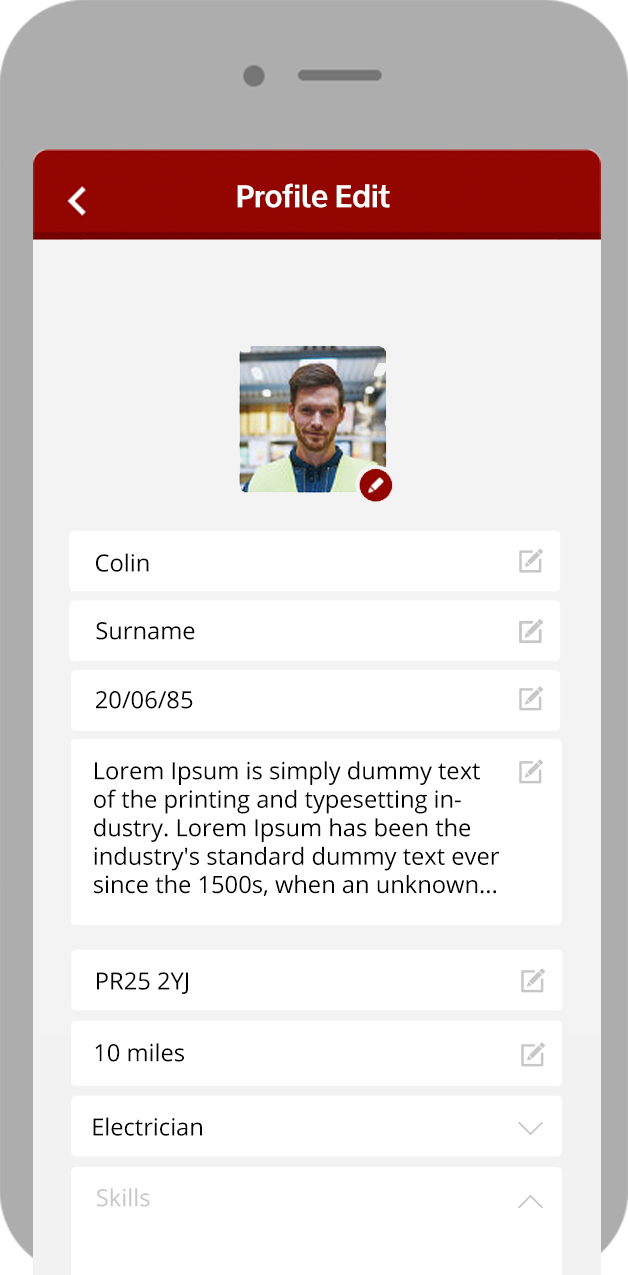 Profile Edit
Colin
Surname
20/06/85
Lorem Ipsum is simply dummy text
of the printing and typesetting in-
dustry. Lorem Ipsum has been the
industry's standard dummy text ever
since the 1500s, when an unknown...
PR25 2YJ
10 miles
Electrician
Skills